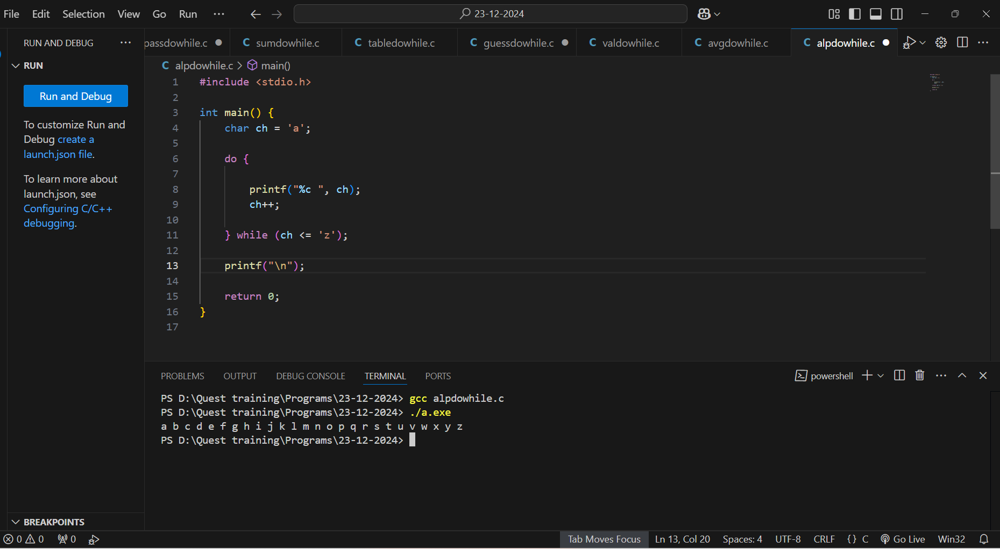 File Edit Selection View Go Run ··· 23-12-2024
RUN AND DEBUG ···
RUN
Run and Debug
To customize Run and
Debug create a
launch.json file.
To learn more about
launch.json, see
Configuring C/C++
debugging.
BREAKPOINTS
passdowhile.c sumdowhile.c tabledowhile.c guessdowhile.c valdowhile.c avgdowhile.c alpdowhile.c
C alpdowhile.c > main()
1 #include <stdio.h>
2
3 int main() {
4     char ch = 'a';
5
6     do {
7
8         printf("%c ", ch);
9         ch++;
10
11     } while (ch <= 'z');
12
13     printf("\n");
14
15     return 0;
16 }
17
PROBLEMS OUTPUT DEBUG CONSOLE TERMINAL PORTS powershell
PS D:\Quest training\Programs\23-12-2024> gcc alpdowhile.c
PS D:\Quest training\Programs\23-12-2024> ./a.exe
a b c d e f g h i j k l m n o p q r s t u v w x y z
PS D:\Quest training\Programs\23-12-2024>
0 0 0 Tab Moves Focus Ln 13, Col 20 Spaces: 4 UTF-8 CRLF {} C Go Live Win32